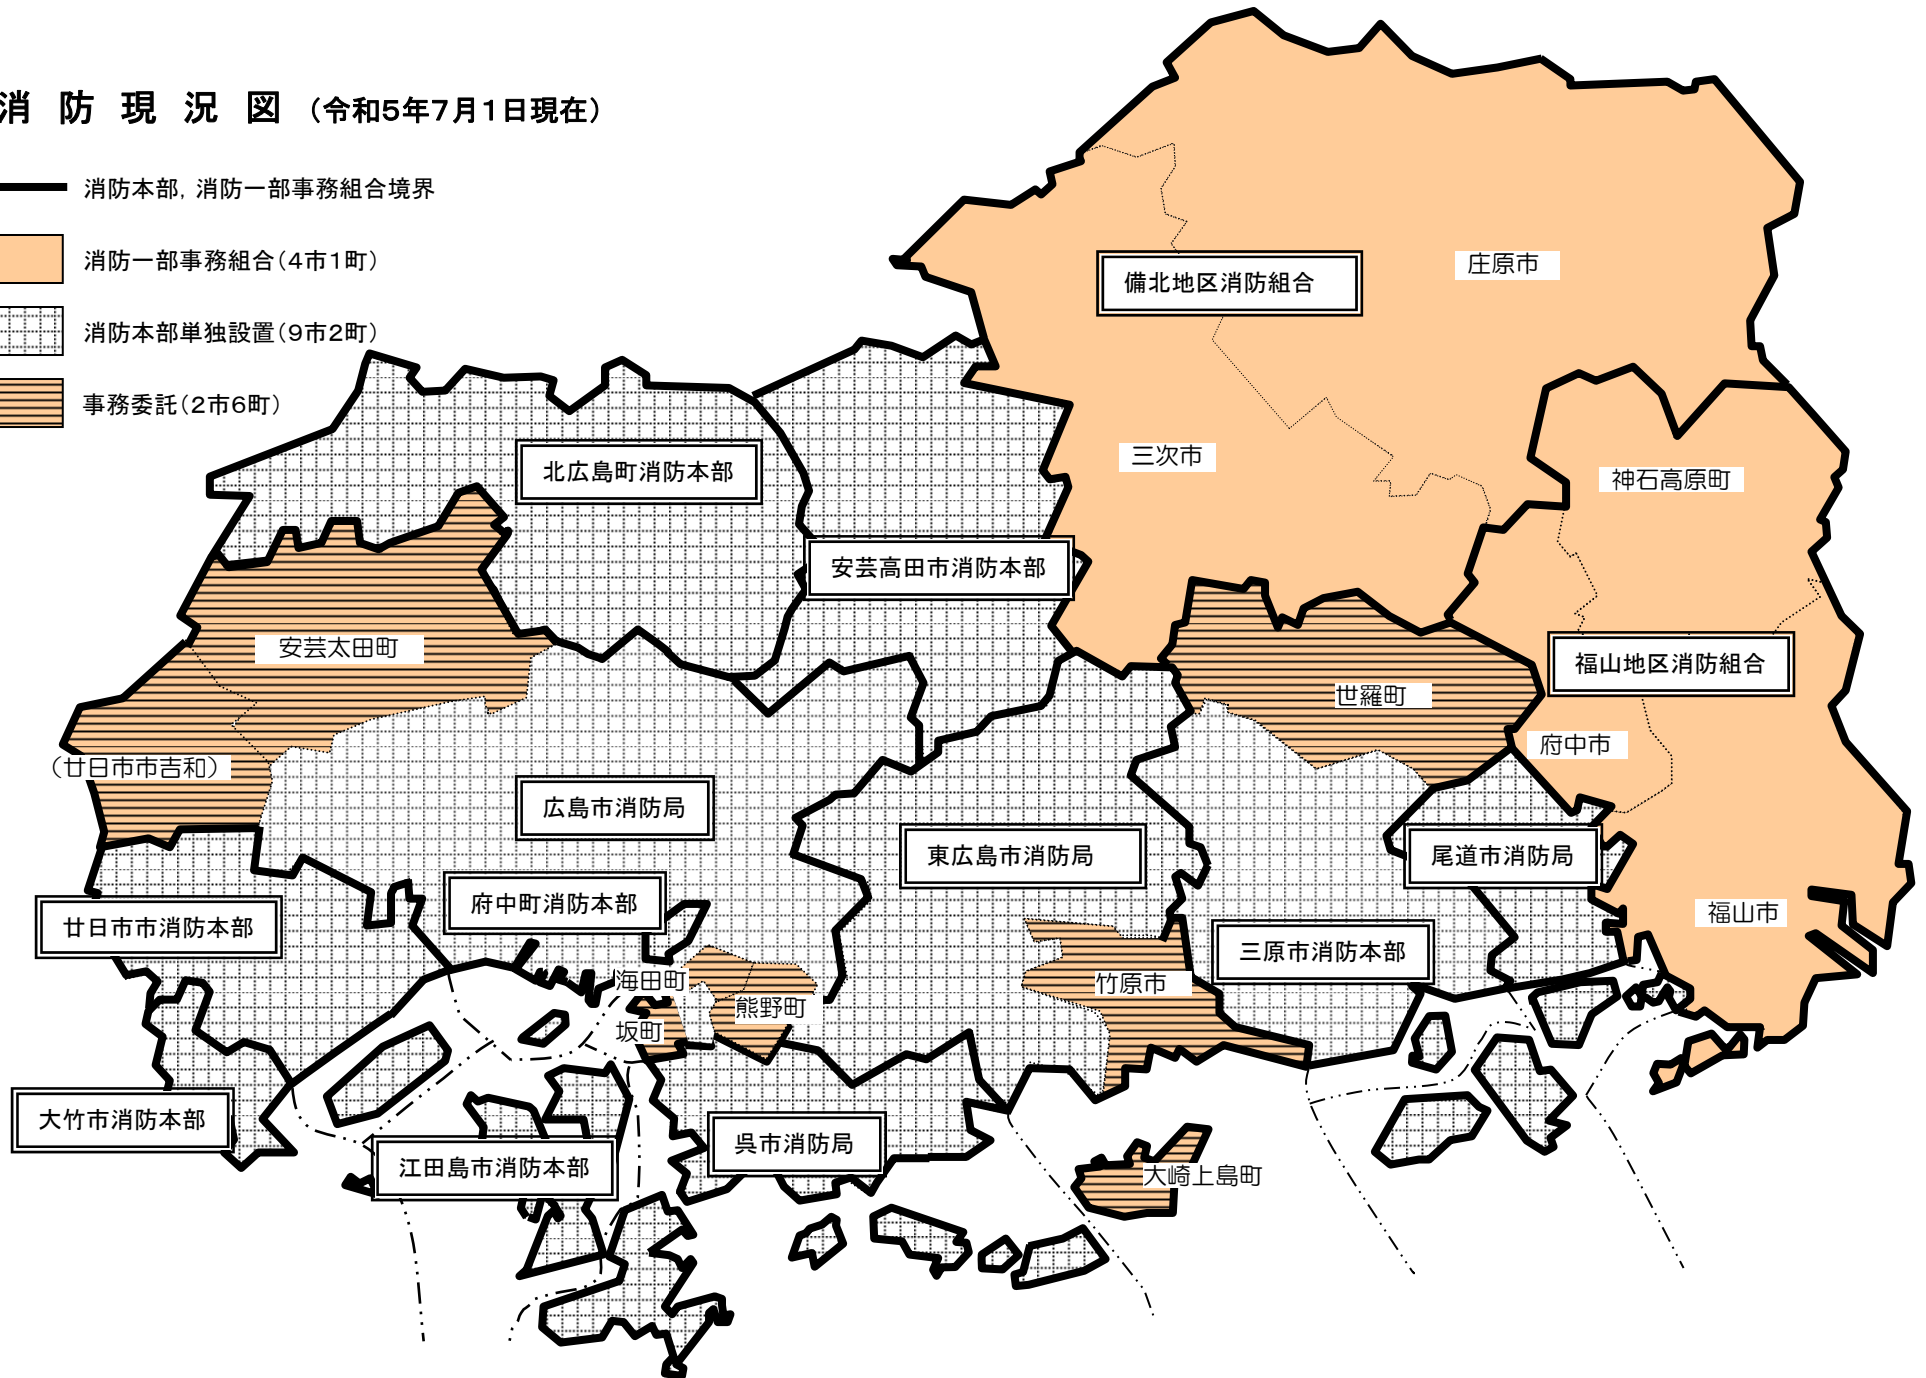 消防現況図（令和5年7月1日現在）
消防本部，消防一部事務組合境界
消防一部事務組合（4市1町）
消防本部単独設置（9市2町）
事務委託（2市6町）
庄原市
備北地区消防組合
三次市
北広島町消防本部
神石高原町
安芸高田市消防本部
安芸太田町
福山地区消防組合
世羅町
府中市
（廿日市市吉和）
広島市消防局
東広島市消防局
尾道市消防局
府中町消防本部
福山市
廿日市市消防本部
三原市消防本部
海田町
竹原市
熊野町
坂町
大竹市消防本部
呉市消防局
江田島市消防本部
大崎上島町